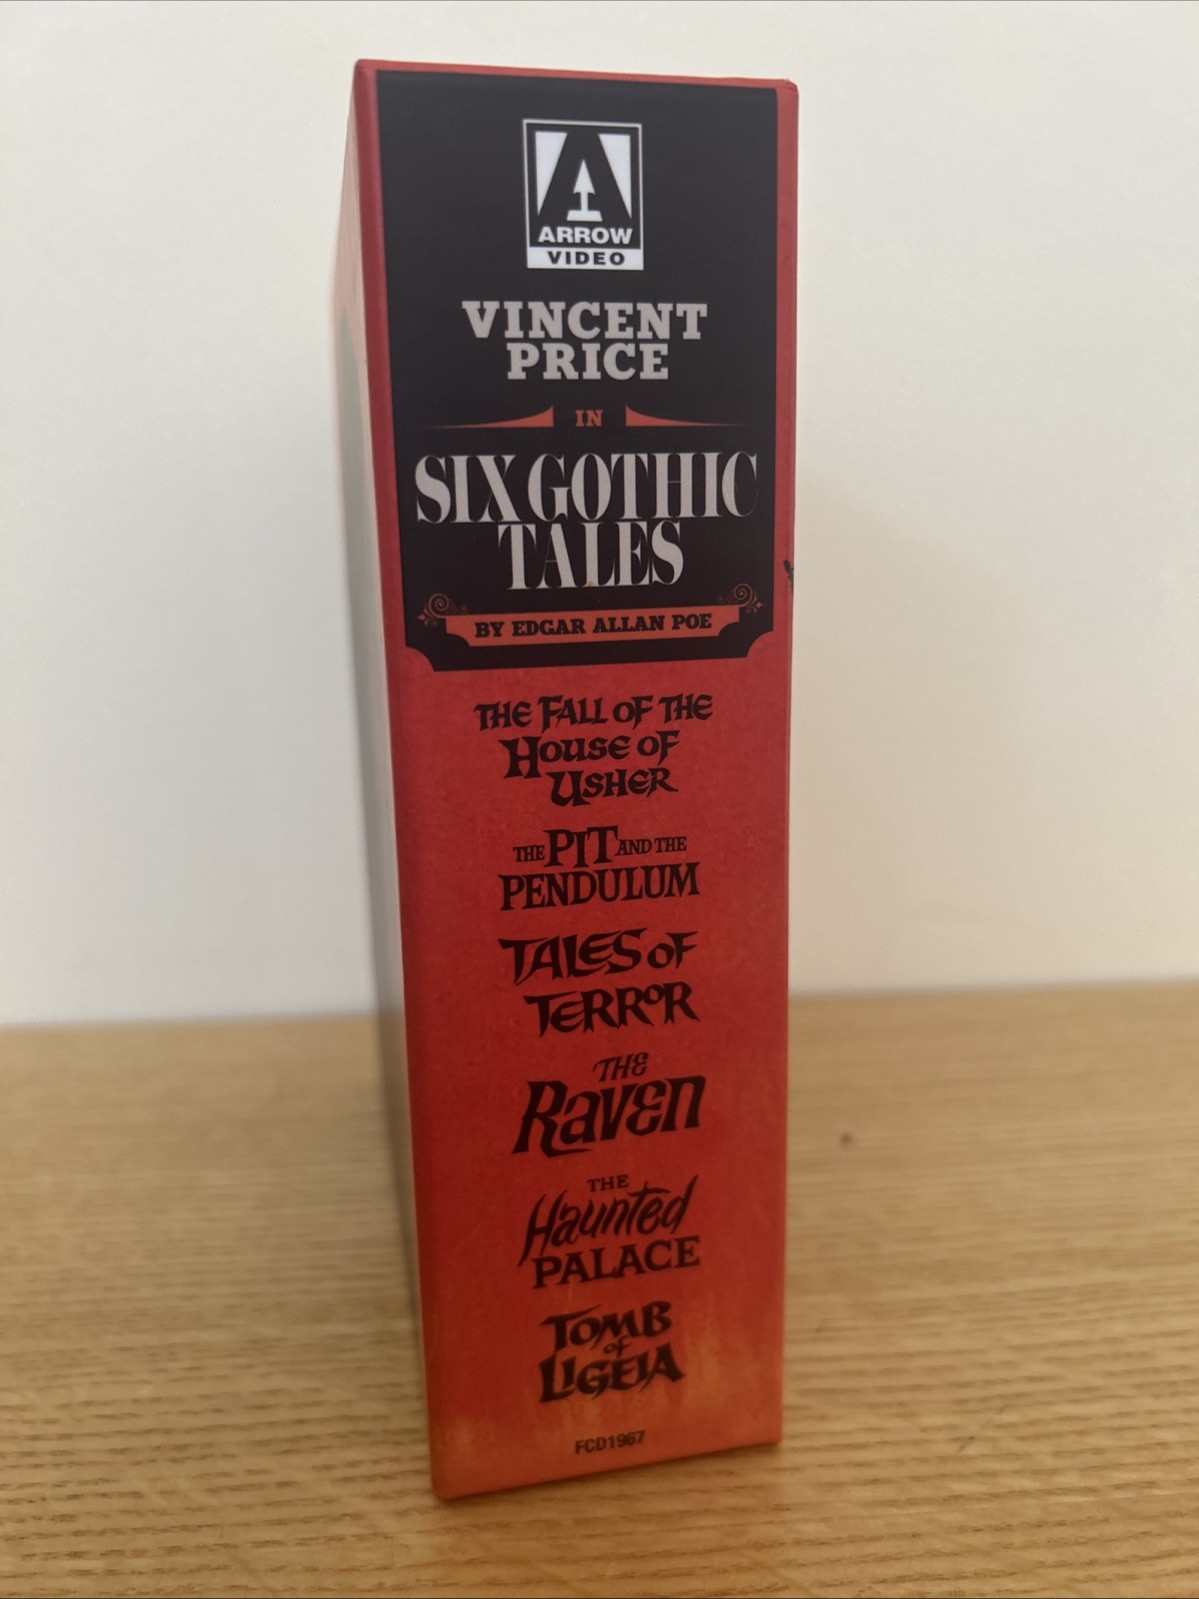 ARROW
VIDEO
VINCENT
PRICE
IN
SIX GOTHIC
TALES
BY EDGAR ALLAN POE
THE FALL OF THE
HOUSE OF
USHER
THE PIT AND THE
PENDULUM
TALES OF
TERROR
THE
RAVEN
THE
Haunted
PALACE
TOMB
OF
LIGEIA
FCD1967